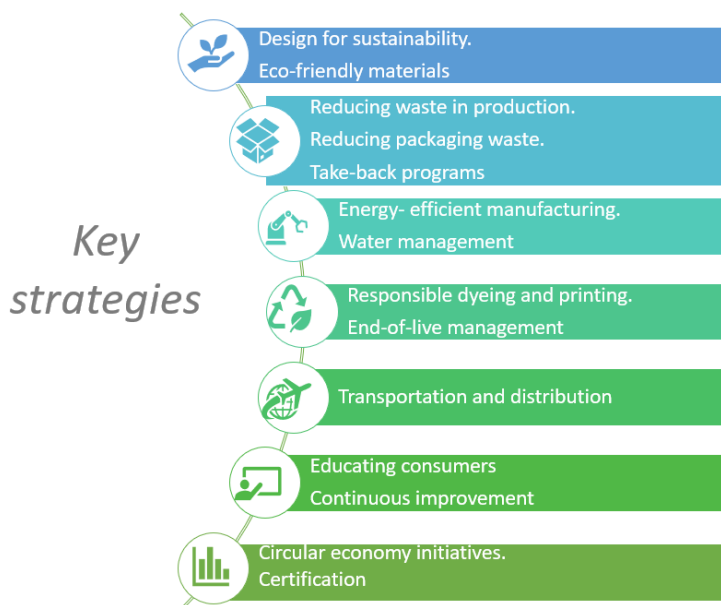 Key
strategies
Design for sustainability.
Eco-friendly materials
Reducing waste in production.
Reducing packaging waste.
Take-back programs
Energy- efficient manufacturing.
Water management
Responsible dyeing and printing.
End-of-live management
Transportation and distribution
Educating consumers
Continuous improvement
Circular economy initiatives.
Certification